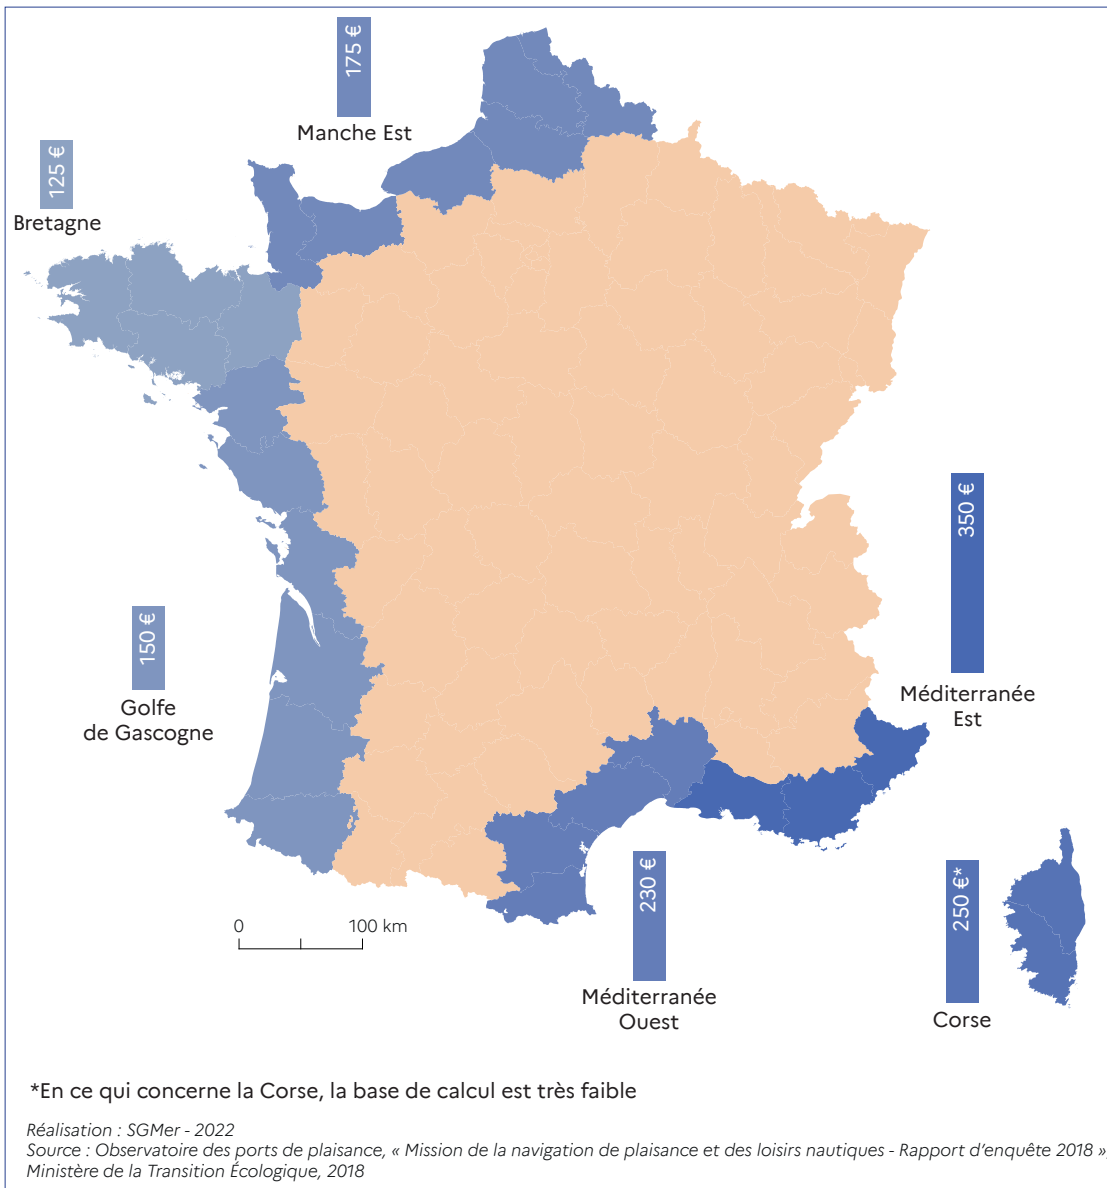 175 €
Manche Est
125 €
Bretagne
350 €
Méditerranée
Est
150 €
Golfe
de Gascogne
230 €
Méditerranée
Ouest
250 €*
Corse
0 100 km
*En ce qui concerne la Corse, la base de calcul est très faible
Réalisation : SGMer - 2022
Source : Observatoire des ports de plaisance, « Mission de la navigation de plaisance et des loisirs nautiques - Rapport d’enquête 2018 »,
Ministère de la Transition Écologique, 2018